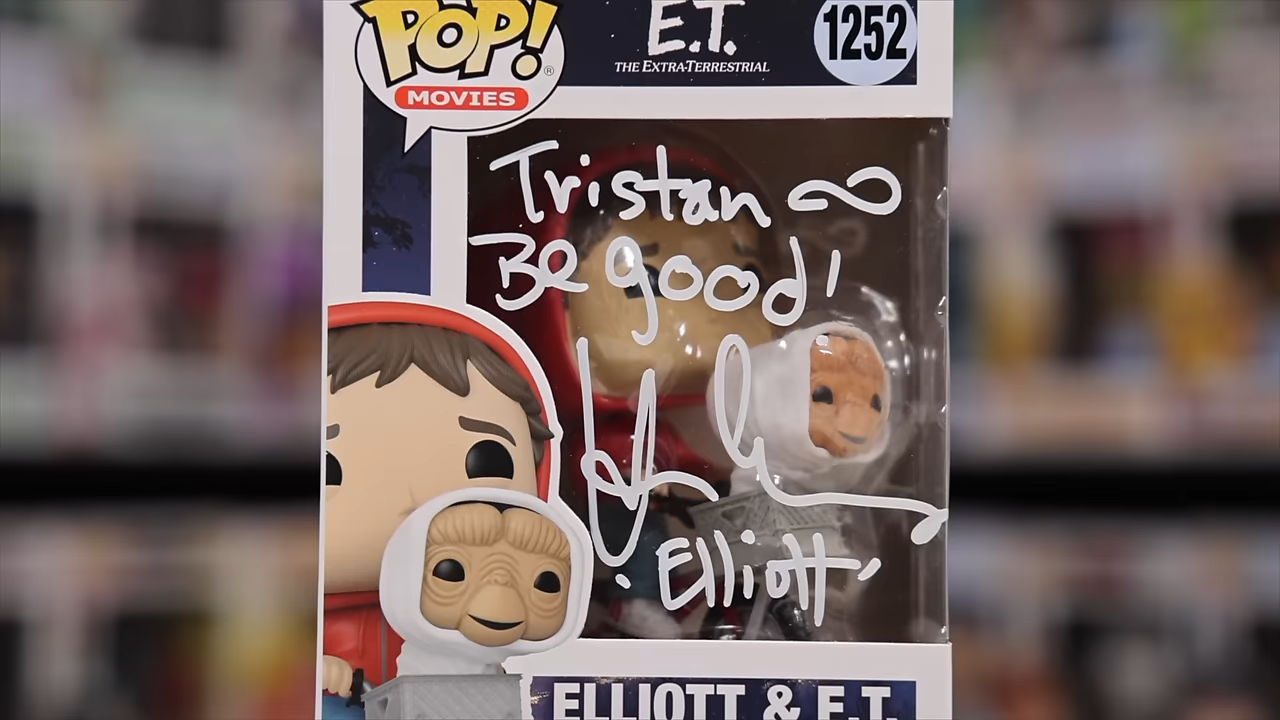 POP!
®
MOVIES
E.T.
THE EXTRA-TERRESTRIAL
1252
Tristan ~
Be good!
'Elliott'
ELLIOTT & E.T.